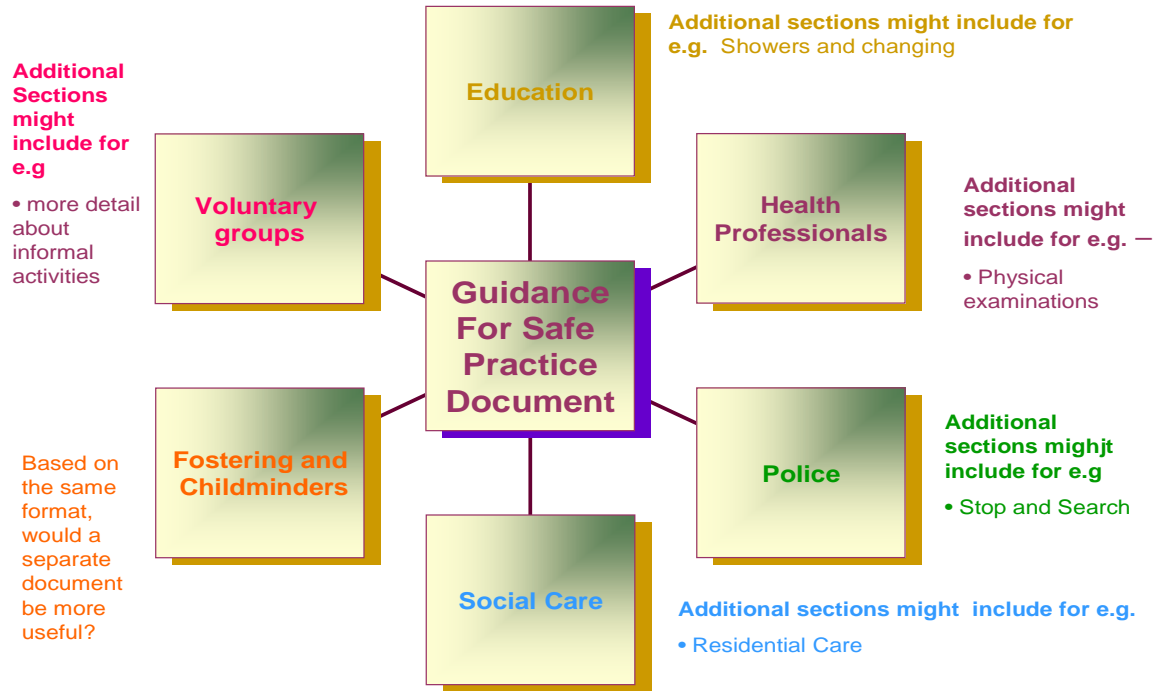 Education
Additional sections might include for
e.g. Showers and changing
Additional
Sections
might
include for
e.g
• more detail
about
informal
activities
Voluntary
groups
Health
Professionals
Additional
sections might
include for e.g. –
• Physical
examinations
Guidance
For Safe
Practice
Document
Based on
the same
format,
would a
separate
document
be more
useful?
Fostering and
Childminders
Police
Additional
sections mighjt
include for e.g
• Stop and Search
Social Care
Additional sections might include for e.g.
• Residential Care